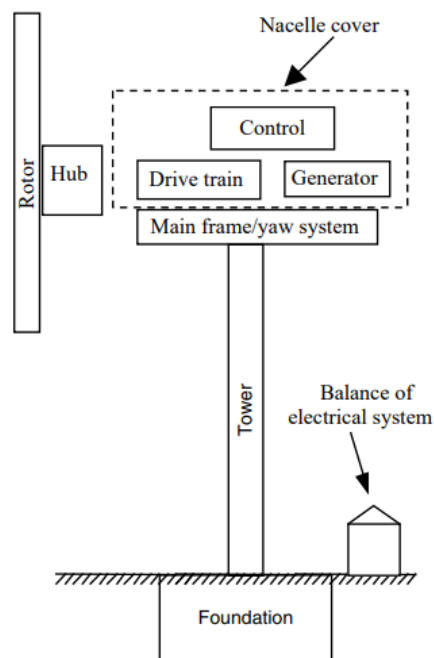 Nacelle cover
Control
Rotor
Hub
Drive train
Generator
Main frame/yaw system
Tower
Balance of
electrical system
Foundation